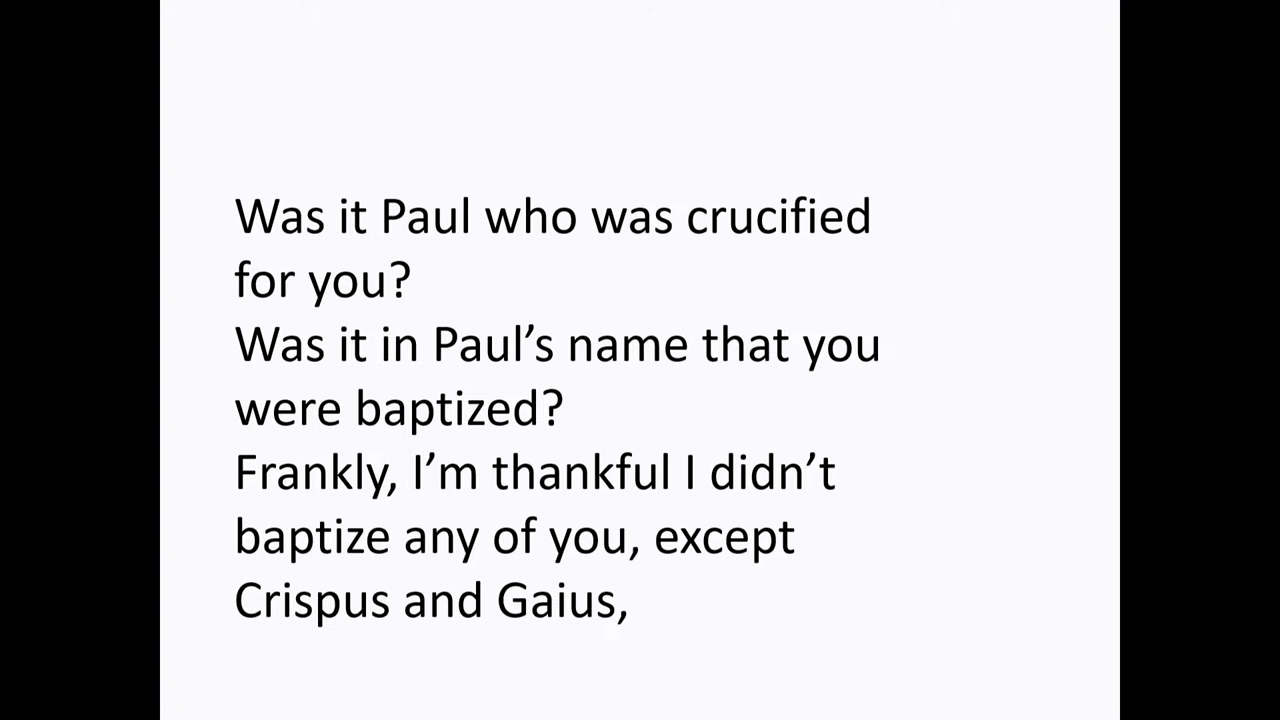 Was it Paul who was crucified
for you?
Was it in Paul’s name that you
were baptized?
Frankly, I’m thankful I didn’t
baptize any of you, except
Crispus and Gaius,